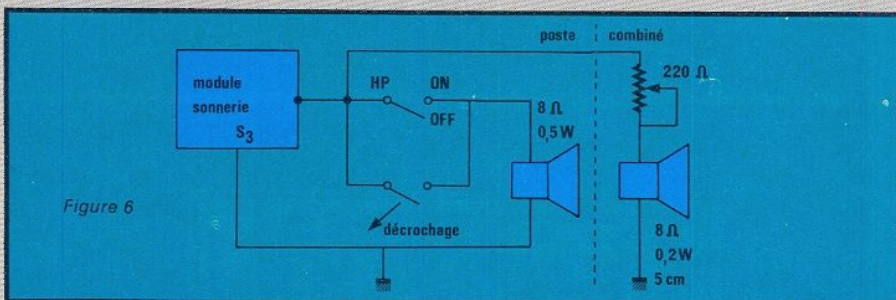 poste
combiné
module
sonnerie
S3
HP
ON
OFF
8 Ω
0,5 W
220 Ω
décrochage
8 Ω
0,2W
5 cm
Figure 6